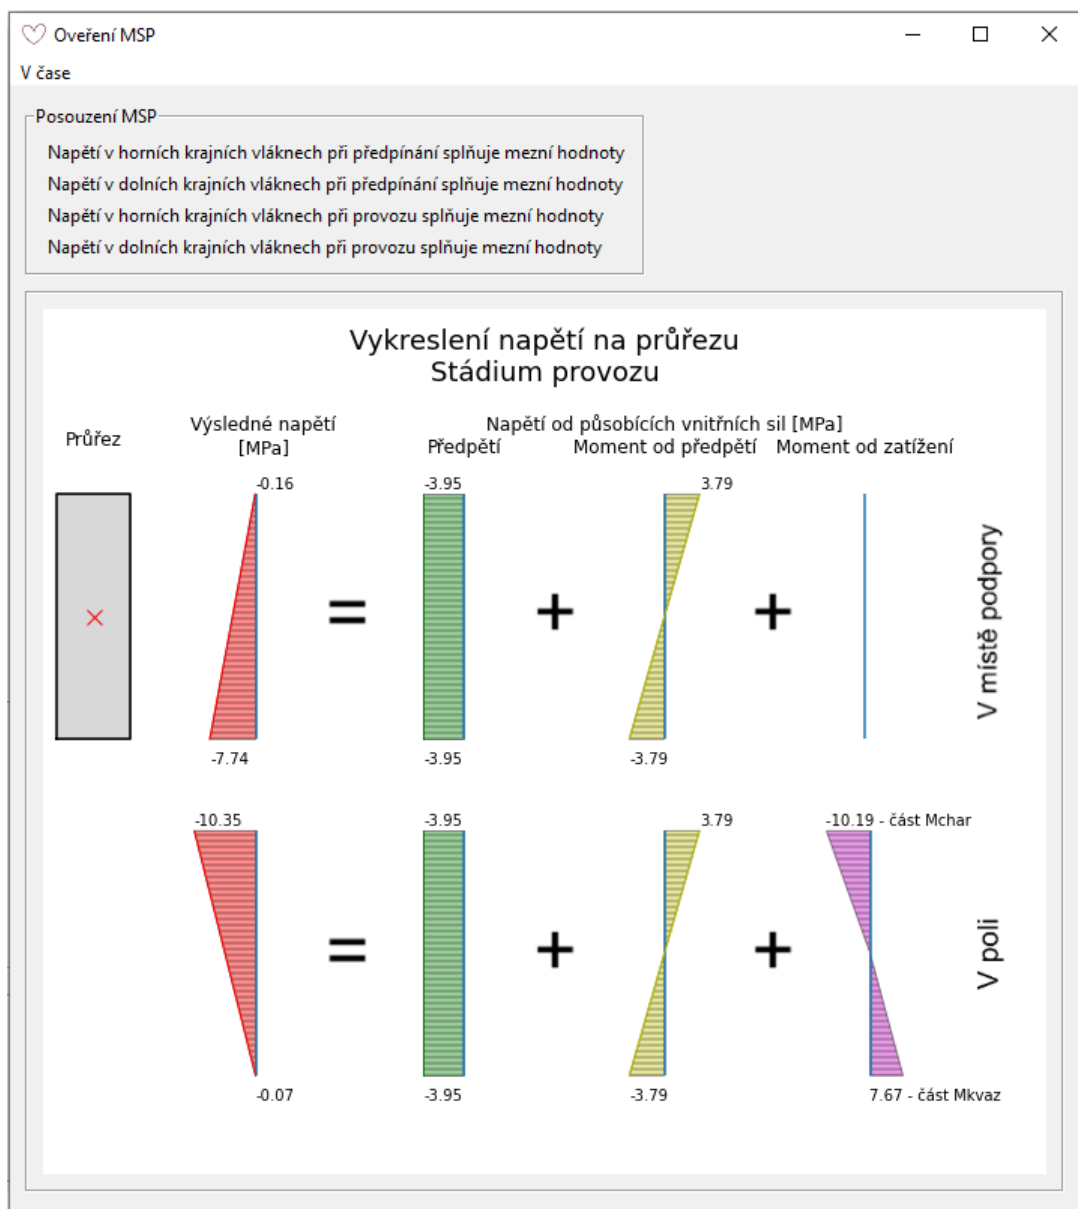 Oveření MSP
V čase
Posouzení MSP
Napětí v horních krajních vláknech při předpínání splňuje mezní hodnoty
Napětí v dolních krajních vláknech při předpínání splňuje mezní hodnoty
Napětí v horních krajních vláknech při provozu splňuje mezní hodnoty
Napětí v dolních krajních vláknech při provozu splňuje mezní hodnoty
Vykreslení napětí na průřezu
Stádium provozu
Průřez
Výsledné napětí
[MPa]
Napětí od působících vnitřních sil [MPa]
Předpětí
Moment od předpětí
Moment od zatížení
-0.16
-3.95
3.79
=
+
+
V místě podpory
-7.74
-3.95
-3.79
-10.35
-3.95
3.79
-10.19 - část Mchar
=
+
+
V poli
-0.07
-3.95
-3.79
7.67 - část Mkvaz